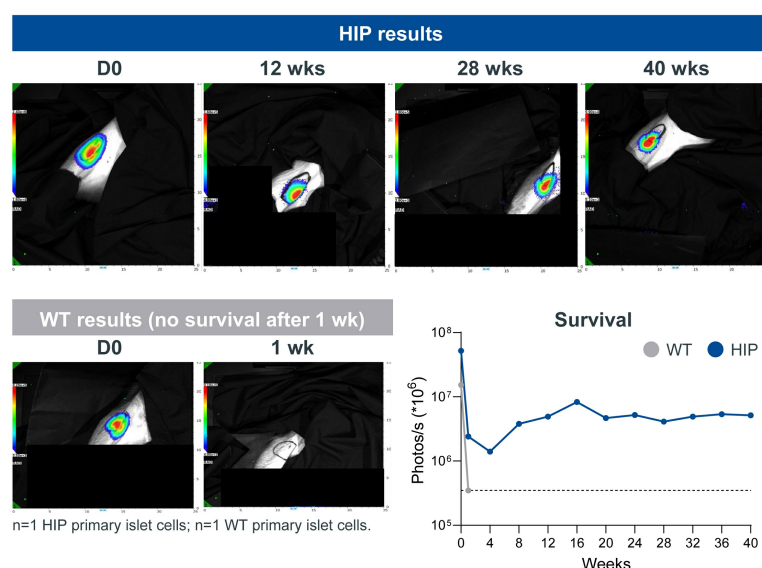 HIP results
D0 12 wks 28 wks 40 wks
WT results (no survival after 1 wk)
D0 1 wk
n=1 HIP primary islet cells; n=1 WT primary islet cells.
Survival
WT HIP
Photos/s (*10⁶)
10⁸
10⁷
10⁶
10⁵
0 4 8 12 16 20 24 28 32 36 40
Weeks